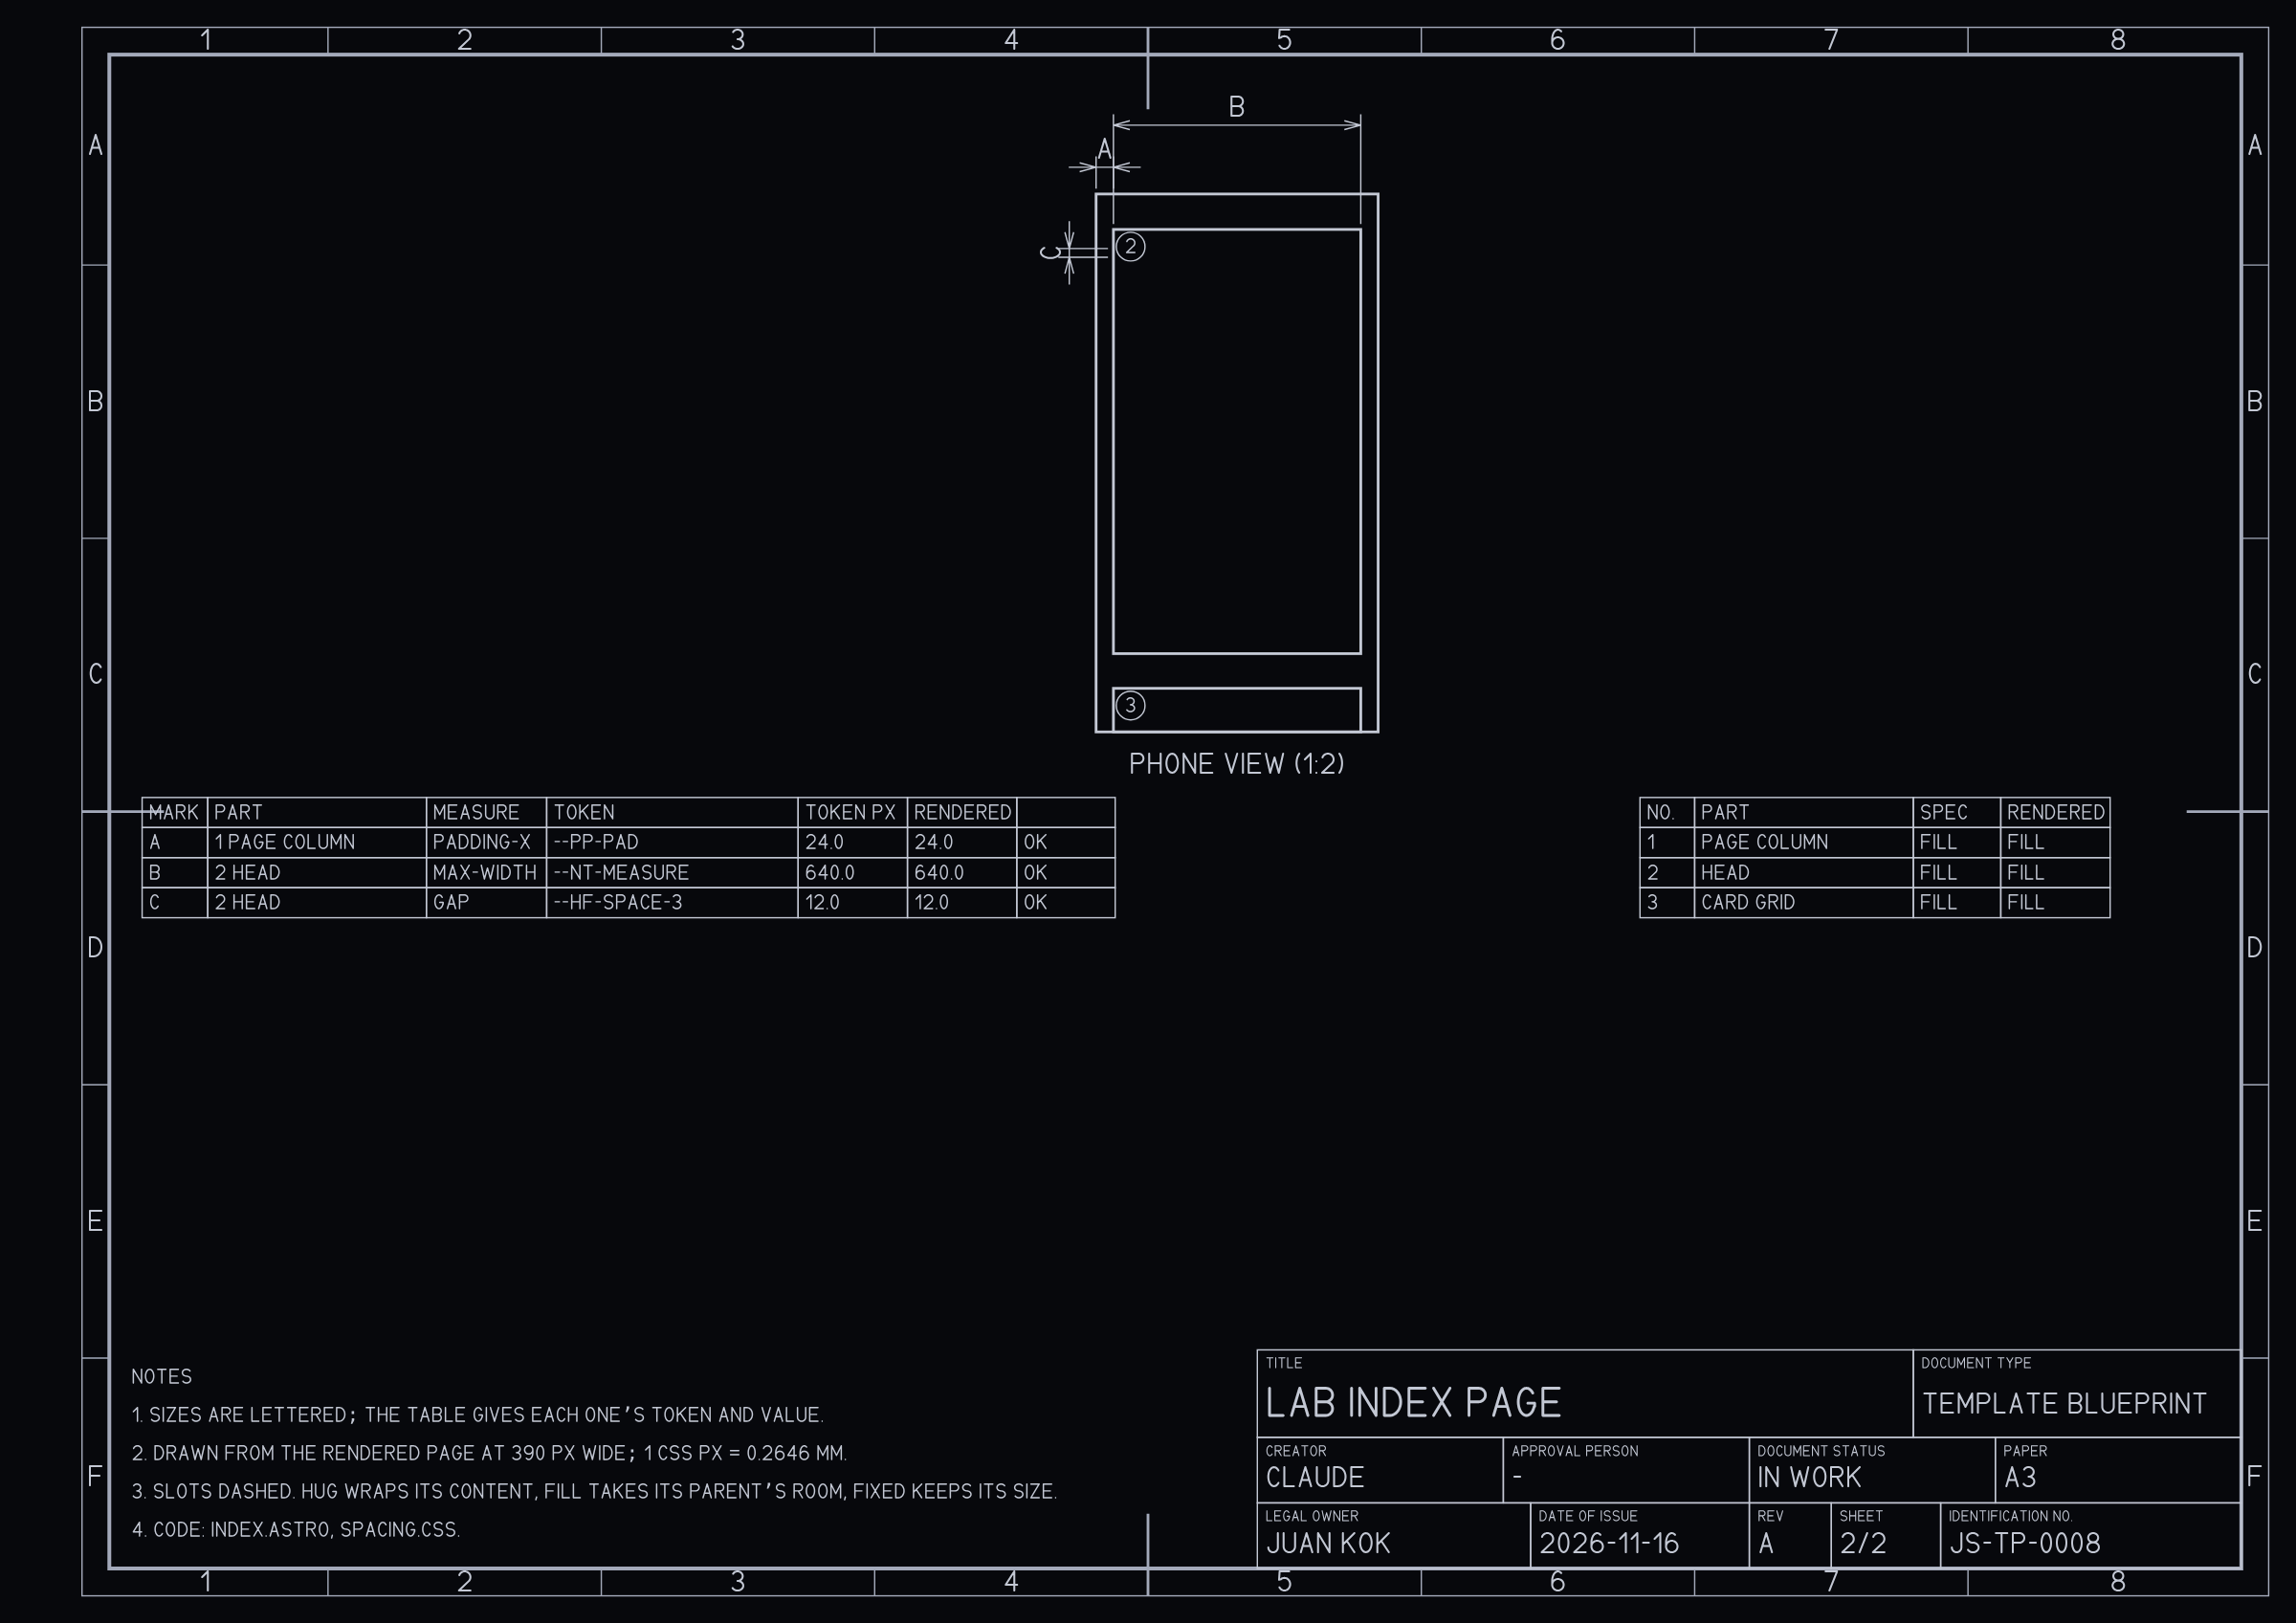 1 2 3 4 5 6 7 8
A A
B
A
C
2
B B
C C
3
PHONE VIEW (1:2)
MARK PART MEASURE TOKEN TOKEN PX RENDERED
A 1 PAGE COLUMN PADDING-X --PP-PAD 24.0 24.0 OK
B 2 HEAD MAX-WIDTH --NT-MEASURE 640.0 640.0 OK
C 2 HEAD GAP --HF-SPACE-3 12.0 12.0 OK
NO. PART SPEC RENDERED
1 PAGE COLUMN FILL FILL
2 HEAD FILL FILL
3 CARD GRID FILL FILL
D D
E E
NOTES
1. SIZES ARE LETTERED; THE TABLE GIVES EACH ONE'S TOKEN AND VALUE.
2. DRAWN FROM THE RENDERED PAGE AT 390 PX WIDE; 1 CSS PX = 0.2646 MM.
3. SLOTS DASHED. HUG WRAPS ITS CONTENT, FILL TAKES ITS PARENT'S ROOM, FIXED KEEPS ITS SIZE.
4. CODE: INDEX.ASTRO, SPACING.CSS.
TITLE
LAB INDEX PAGE
DOCUMENT TYPE
TEMPLATE BLUEPRINT
CREATOR
CLAUDE
APPROVAL PERSON
-
DOCUMENT STATUS
IN WORK
PAPER
A3
LEGAL OWNER
JUAN KOK
DATE OF ISSUE
2026-11-16
REV
A
SHEET
2/2
IDENTIFICATION NO.
JS-TP-0008
F F
1 2 3 4 5 6 7 8